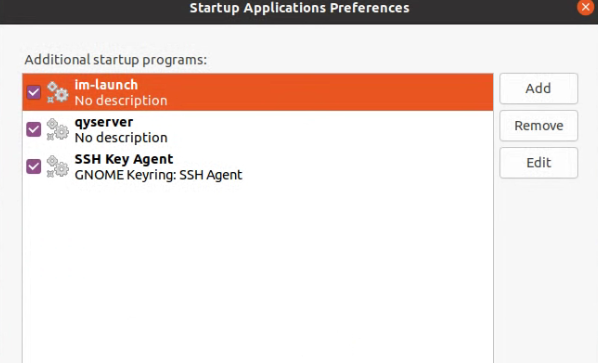 Startup Applications Preferences
Additional startup programs:
im-launch
No description
qyserver
No description
SSH Key Agent
GNOME Keyring: SSH Agent
Add
Remove
Edit